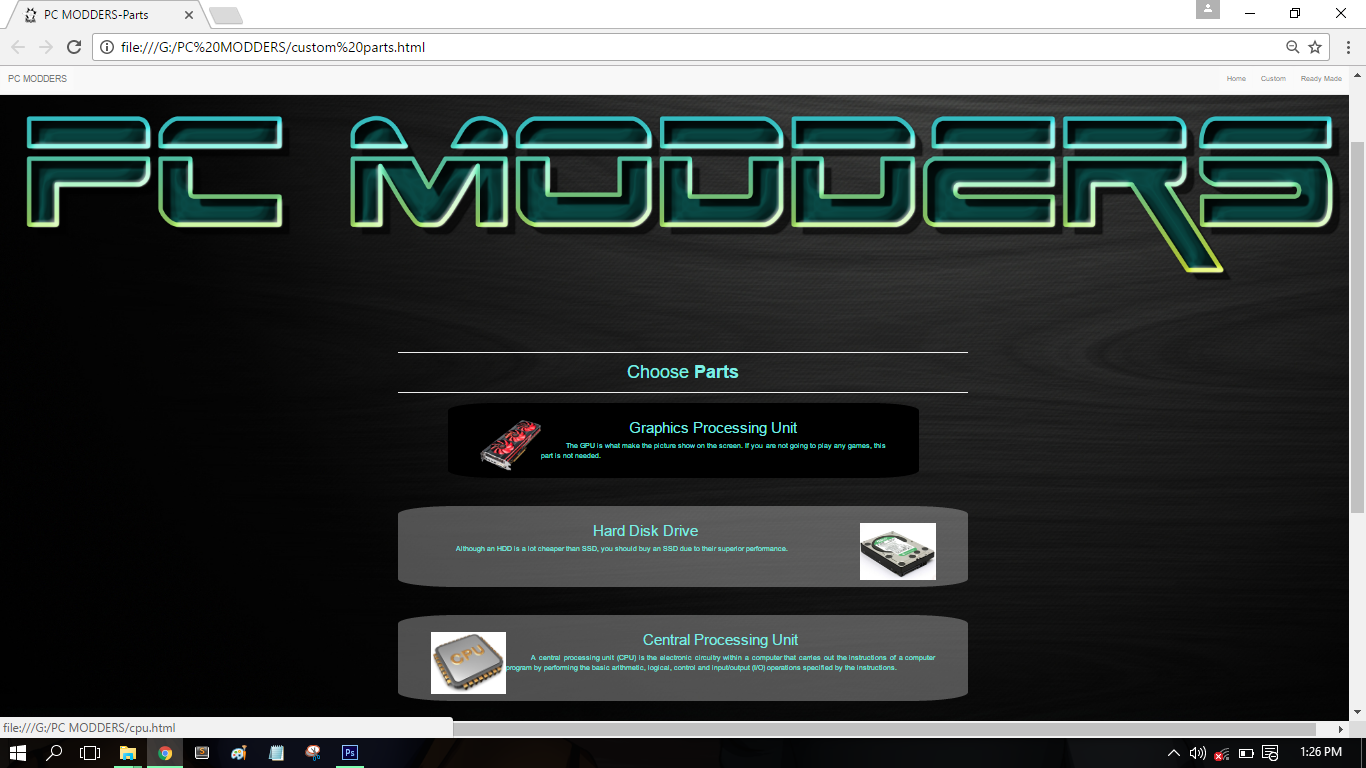 PC MODDERS-Parts
file:///G:/PC%20MODDERS/custom%20parts.html
PC MODDERS
Home Custom Ready Made
PC MODDERS
Choose Parts
Graphics Processing Unit
The GPU is what make the picture show on the screen. If you are not going to play any games, this
part is not needed.
Hard Disk Drive
Although an HDD is a lot cheaper than SSD, you should buy an SSD due to their superior performance.
Central Processing Unit
A central processing unit (CPU) is the electronic circuitry within a computer that carries out the instructions of a computer
program by performing the basic arithmetic, logical, control and input/output (I/O) operations specified by the instructions.
CPU
file:///G:/PC MODDERS/cpu.html
Ps
1:26 PM